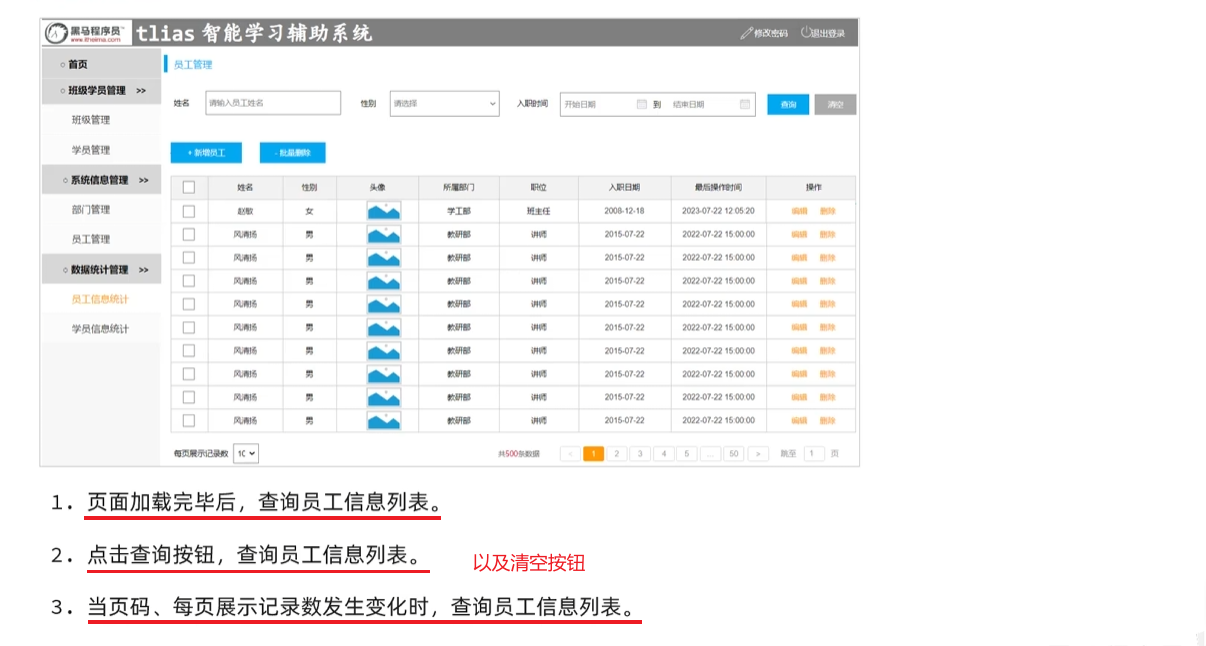 黑马程序员 www.itheima.com tlias 智能学习辅助系统 修改密码 退出登录
首页
班级学员管理 >>
班级管理
学员管理
系统信息管理 >>
部门管理
员工管理
数据统计管理 >>
员工信息统计
学员信息统计
员工管理
姓名 请输入员工姓名 性别 请选择 入职时间 开始日期 到 结束日期 查询 清空
+ 新增员工 - 批量删除
姓名 性别 头像 所属部门 职位 入职日期 最后操作时间 操作
赵敏 女 学工部 班主任 2008-12-18 2023-07-22 12:05:20 编辑 删除
风清扬 男 教研部 讲师 2015-07-22 2022-07-22 15:00:00 编辑 删除
风清扬 男 教研部 讲师 2015-07-22 2022-07-22 15:00:00 编辑 删除
风清扬 男 教研部 讲师 2015-07-22 2022-07-22 15:00:00 编辑 删除
风清扬 男 教研部 讲师 2015-07-22 2022-07-22 15:00:00 编辑 删除
风清扬 男 教研部 讲师 2015-07-22 2022-07-22 15:00:00 编辑 删除
风清扬 男 教研部 讲师 2015-07-22 2022-07-22 15:00:00 编辑 删除
风清扬 男 教研部 讲师 2015-07-22 2022-07-22 15:00:00 编辑 删除
风清扬 男 教研部 讲师 2015-07-22 2022-07-22 15:00:00 编辑 删除
风清扬 男 教研部 讲师 2015-07-22 2022-07-22 15:00:00 编辑 删除
每页展示记录数 10 共500条数据 < 1 2 3 4 5 ... 50 > 跳至 1 页
1. 页面加载完毕后，查询员工信息列表。
2. 点击查询按钮，查询员工信息列表。 以及清空按钮
3. 当页码、每页展示记录数发生变化时，查询员工信息列表。